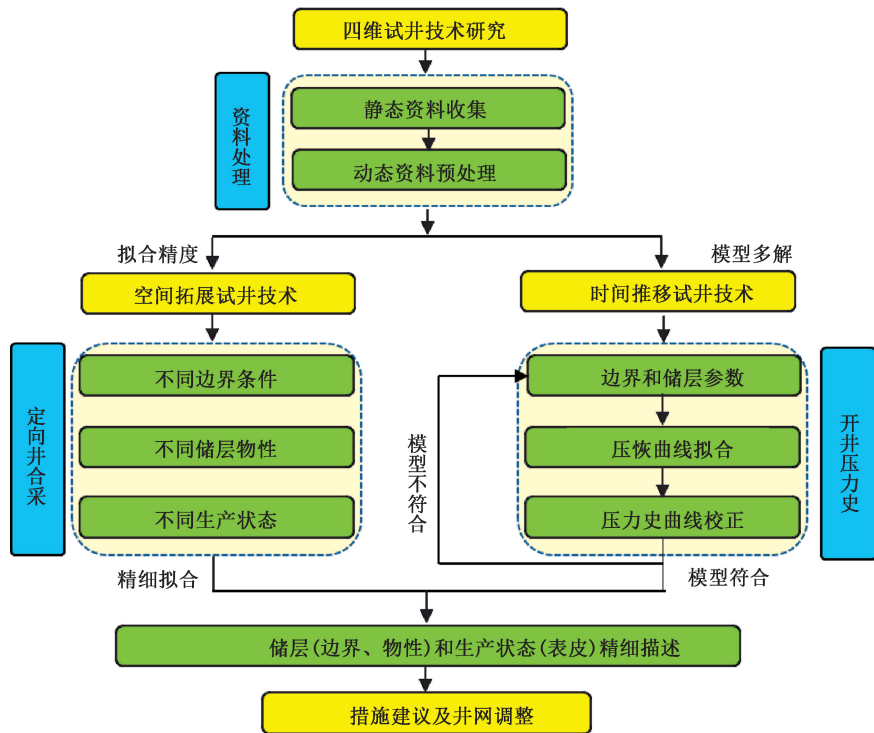 四维试井技术研究
资料处理
静态资料收集
动态资料预处理
拟合精度
模型多解
空间拓展试井技术
时间推移试井技术
定向井合采
不同边界条件
不同储层物性
不同生产状态
模型不符合
边界和储层参数
压恢曲线拟合
压力史曲线校正
开井压力史
精细拟合
模型符合
储层(边界、物性)和生产状态(表皮)精细描述
措施建议及井网调整